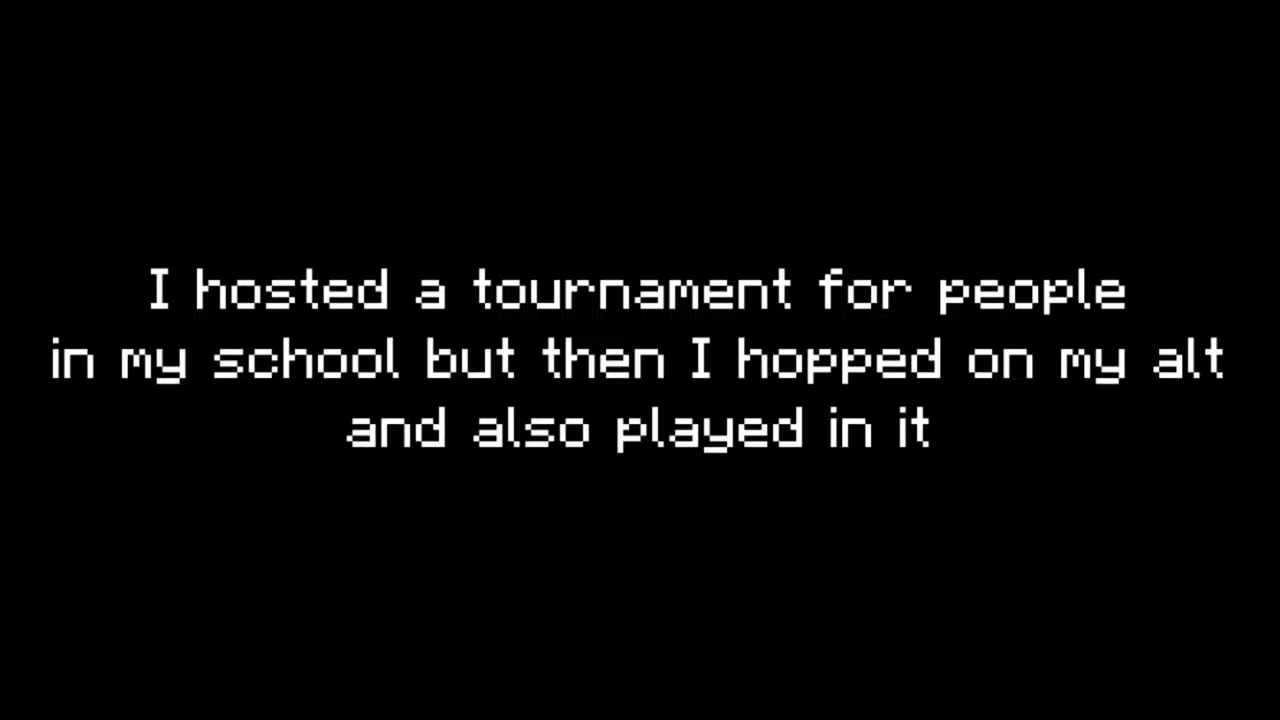 I hosted a tournament for people
in my school but then I hopped on my alt
and also played in it